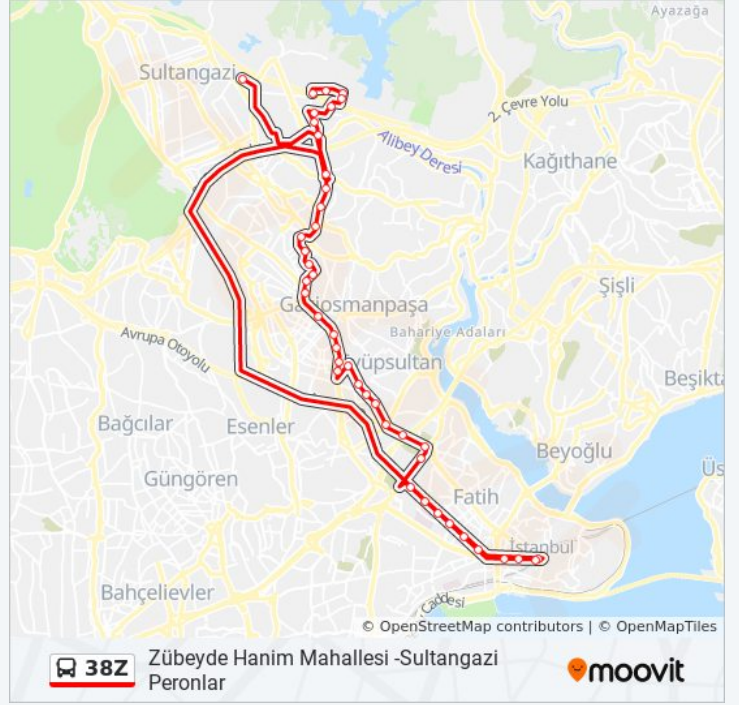 Ayazağa
Sultangazi
2. Çevre Yolu
Alibey Deresi
Kağıthane
Şişli
Gaziosmanpaşa
Bahariye Adaları
Avrupa Otoyolu
yüpsultan
Beşikta
Bağcılar
Esenler
Beyoğlu
Üs
Güngören
Fatih
İstanbul
Bahçelievler
Caddesi
© OpenStreetMap contributors | © OpenMapTiles
38Z
Zübeyde Hanim Mahallesi -Sultangazi
Peronlar
moovit